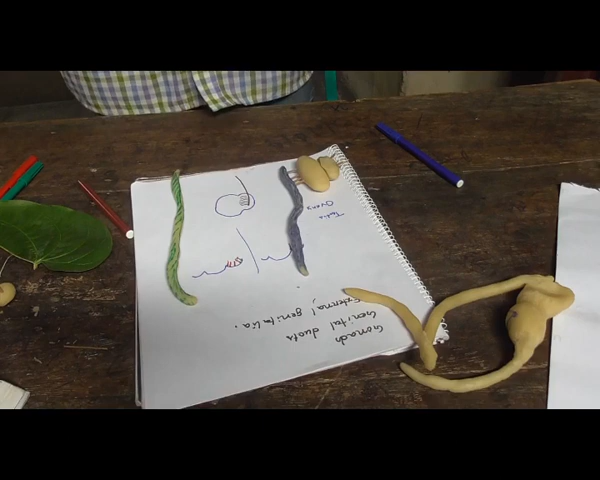 Gonads
Genital ducts
External genitalia.
Testis
Ovary